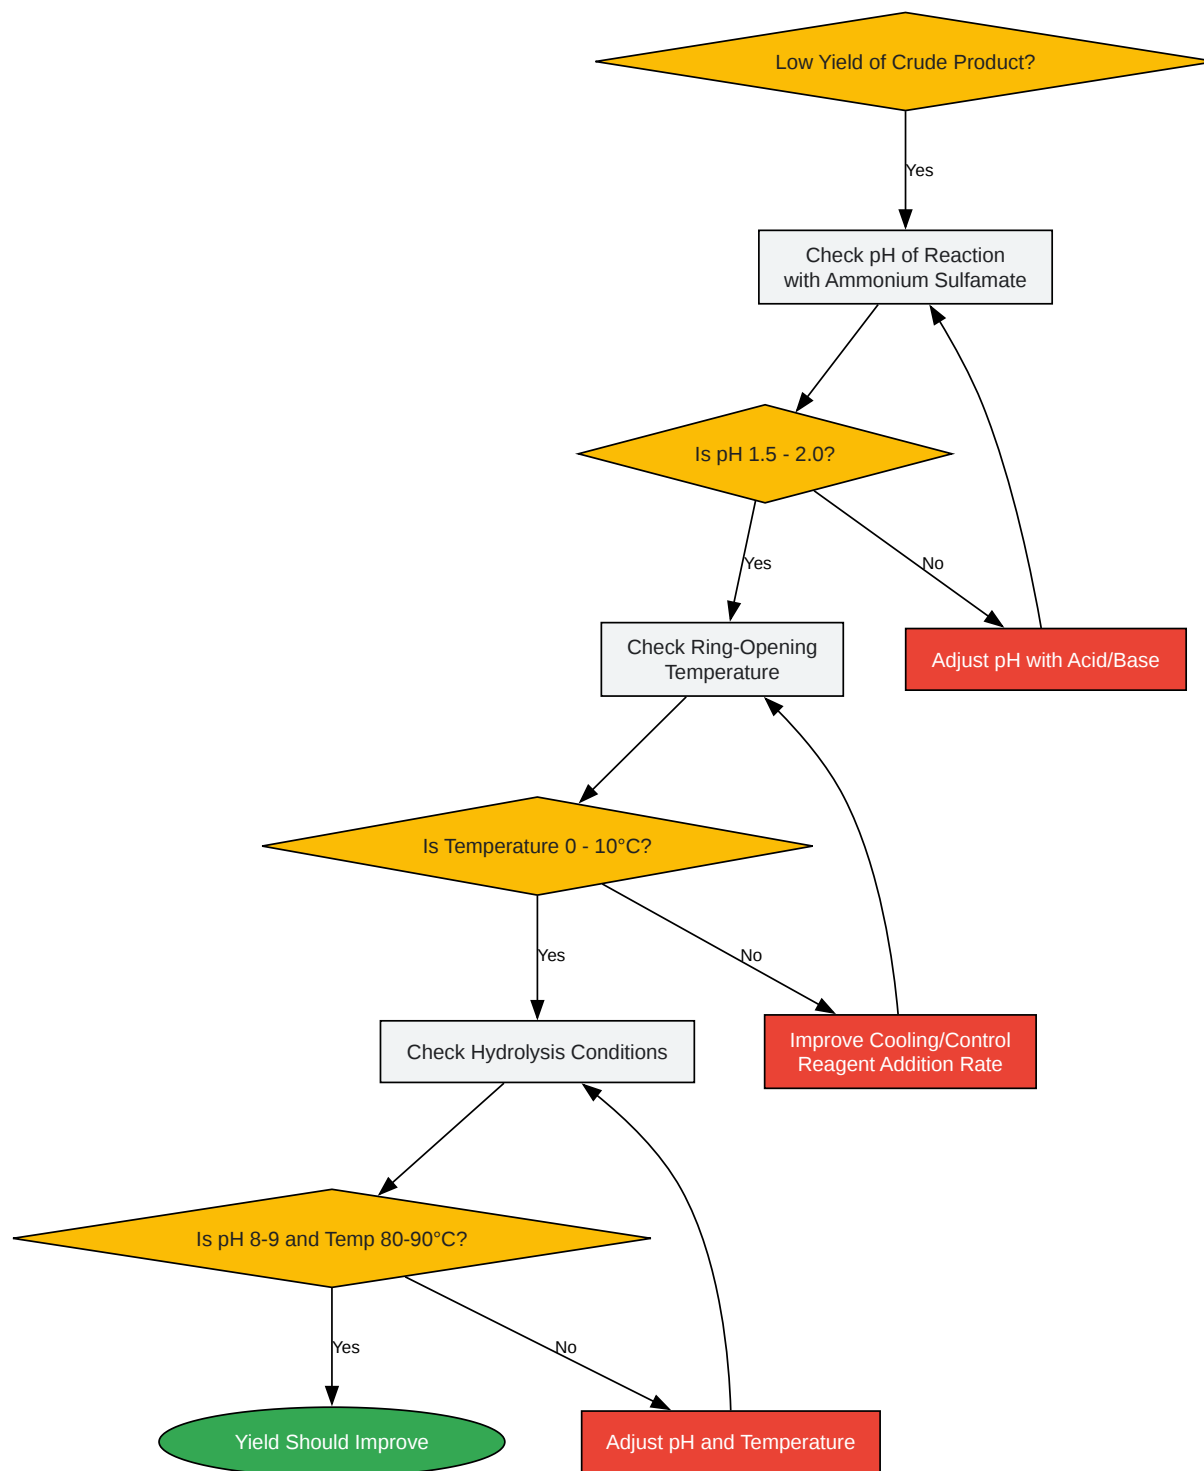 Low Yield of Crude Product?
Yes
Check pH of Reaction
with Ammonium Sulfamate
Is pH 1.5 - 2.0?
Yes
No
Check Ring-Opening
Temperature
Adjust pH with Acid/Base
Is Temperature 0 - 10°C?
Yes
No
Check Hydrolysis Conditions
Improve Cooling/Control
Reagent Addition Rate
Is pH 8-9 and Temp 80-90°C?
Yes
No
Yield Should Improve
Adjust pH and Temperature